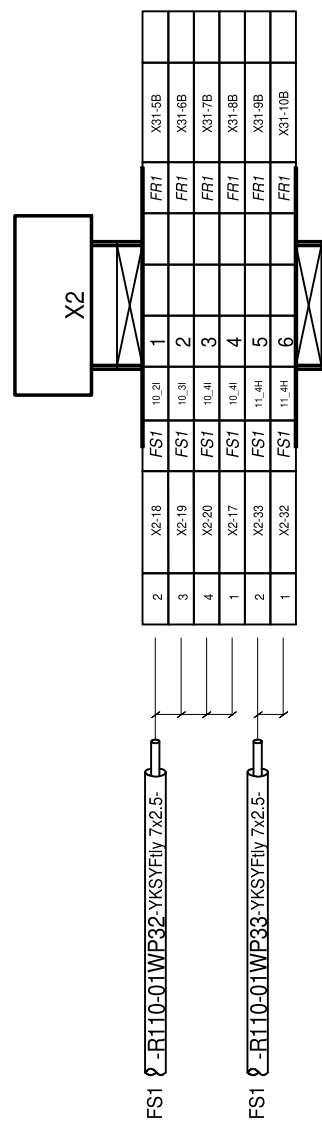 X2
2 X2-18 FS1 10_2I 1 FR1 X31-5B
3 X2-19 FS1 10_3I 2 FR1 X31-6B
4 X2-20 FS1 10_4I 3 FR1 X31-7B
1 X2-17 FS1 10_4I 4 FR1 X31-8B
2 X2-33 FS1 11_4H 5 FR1 X31-9B
1 X2-32 FS1 11_4H 6 FR1 X31-10B
FS1 -R110-01WP32-YKSYFtly 7x2.5-
FS1 -R110-01WP33-YKSYFtly 7x2.5-